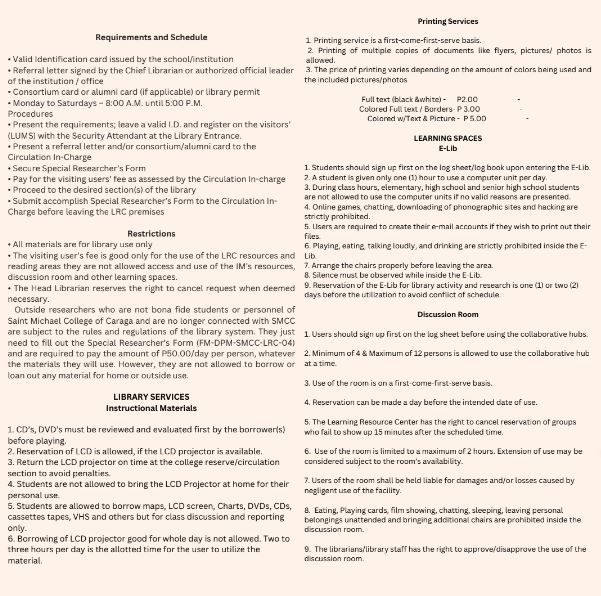 Requirements and Schedule
• Valid Identification card issued by the school/institution
• Referral letter signed by the Chief Librarian or authorized official leader
of the institution / office
• Consortium card or alumni card (if applicable) or library permit
• Monday to Saturdays – 8:00 A.M. until 5:00 P.M.
Procedures
• Present the requirements; leave a valid I.D. and register on the visitors'
(LUMS) with the Security Attendant at the Library Entrance.
• Present a referral letter and/or consortium/alumni card to the
Circulation In-Charge
• Secure Special Researcher's Form
• Pay for the visiting users' fee as assessed by the Circulation In-charge
• Proceed to the desired section(s) of the library
• Submit accomplish Special Researcher's Form to the Circulation In-
Charge before leaving the LRC premises
Restrictions
• All materials are for library use only
• The visiting user's fee is good only for the use of the LRC resources and
reading areas they are not allowed access and use of the IM's resources,
discussion room and other learning spaces.
• The Head Librarian reserves the right to cancel request when deemed
necessary.
Outside researchers who are not bona fide students or personnel of
Saint Michael College of Caraga and are no longer connected with SMCC
are subject to the rules and regulations of the library system. They just
need to fill out the Special Researcher's Form (FM-DPM-SMCC-LRC-04)
and are required to pay the amount of P50.00/day per person, whatever
the materials they will use. However, they are not allowed to borrow or
loan out any material for home or outside use.
LIBRARY SERVICES
Instructional Materials
1. CD's, DVD's must be reviewed and evaluated first by the borrower(s)
before playing.
2. Reservation of LCD is allowed, if the LCD projector is available.
3. Return the LCD projector on time at the college reserve/circulation
section to avoid penalties.
4. Students are not allowed to bring the LCD Projector at home for their
personal use.
5. Students are allowed to borrow maps, LCD screen, Charts, DVDs, CDs,
cassettes tapes, VHS and others but for class discussion and reporting
only.
6. Borrowing of LCD projector good for whole day is not allowed. Two to
three hours per day is the allotted time for the user to utilize the
material.
Printing Services
1. Printing service is a first-come-first-serve basis.
2. Printing of multiple copies of documents like flyers, pictures/ photos is
allowed.
3. The price of printing varies depending on the amount of colors being used and
the included pictures/photos
Full text (black &white) - P2.00 -
Colored Full text / Borders- P 3.00 -
Colored w/Text & Picture - P 5.00 -
LEARNING SPACES
E-Lib
1. Students should sign up first on the log sheet/log book upon entering the E-Lib.
2. A student is given only one (1) hour to use a computer unit per day.
3. During class hours, elementary, high school and senior high school students
are not allowed to use the computer units if no valid reasons are presented.
4. Online games, chatting, downloading of phonographic sites and hacking are
strictly prohibited.
5. Users are required to create their e-mail accounts if they wish to print out their
files.
6. Playing, eating, talking loudly, and drinking are strictly prohibited inside the E-
Lib.
7. Arrange the chairs properly before leaving the area.
8. Silence must be observed while inside the E-Lib.
9. Reservation of the E-Lib for library activity and research is one (1) or two (2)
days before the utilization to avoid conflict of schedule.
Discussion Room
1. Users should sign up first on the log sheet before using the collaborative hubs.
2. Minimum of 4 & Maximum of 12 persons is allowed to use the collaborative hub
at a time.
3. Use of the room is on a first-come-first-serve basis.
4. Reservation can be made a day before the intended date of use.
5. The Learning Resource Center has the right to cancel reservation of groups
who fail to show up 15 minutes after the scheduled time.
6. Use of the room is limited to a maximum of 2 hours. Extension of use may be
considered subject to the room's availability.
7. Users of the room shall be held liable for damages and/or losses caused by
negligent use of the facility.
8. Eating, Playing cards, film showing, chatting, sleeping, leaving personal
belongings unattended and bringing additional chairs are prohibited inside the
discussion room.
9. The librarians/library staff has the right to approve/disapprove the use of the
discussion room.